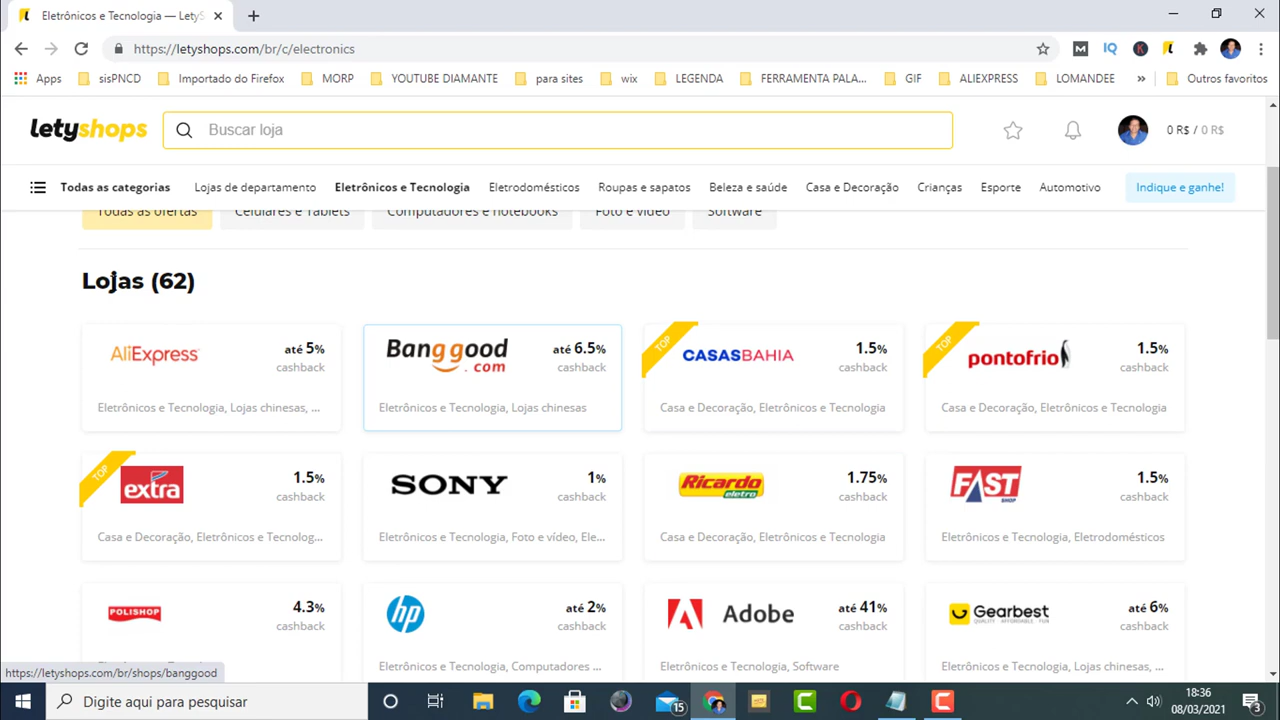 Eletrônicos e Tecnologia — LetyS
https://letyshops.com/br/c/electronics
Apps sisPNCD Importado do Firefox MORP YOUTUBE DIAMANTE para sites wix LEGENDA FERRAMENTA PALA... GIF ALIEXPRESS LOMANDEE » Outros favoritos
letyshops Buscar loja 0 R$ / 0 R$
Todas as categorias Lojas de departamento Eletrônicos e Tecnologia Eletrodomésticos Roupas e sapatos Beleza e saúde Casa e Decoração Crianças Esporte Automotivo Indique e ganhe!
Todas as ofertas Celulares e Tablets Computadores e notebooks Foto e vídeo Software
Lojas (62)
AliExpress até 5% Banggood .com até 6.5% TOP CASASBAHIA 1.5% TOP pontofrio 1.5%
cashback cashback cashback cashback
Eletrônicos e Tecnologia, Lojas chinesas, ... Eletrônicos e Tecnologia, Lojas chinesas Casa e Decoração, Eletrônicos e Tecnologia Casa e Decoração, Eletrônicos e Tecnologia
TOP extra 1.5% SONY 1% Ricardo eletro 1.75% FAST SHOP 1.5%
cashback cashback cashback cashback
Casa e Decoração, Eletrônicos e Tecnolog... Eletrônicos e Tecnologia, Foto e vídeo, Ele... Casa e Decoração, Eletrônicos e Tecnologia Eletrônicos e Tecnologia, Eletrodomésticos
POLISHOP 4.3% hp até 2% Adobe até 41% Gearbest QUALITY AFFORDABLE FUN até 6%
cashback cashback cashback cashback
Eletrônicos e Tecnologia, Computadores ... Eletrônicos e Tecnologia, Software Eletrônicos e Tecnologia, Lojas chinesas, ...
https://letyshops.com/br/shops/banggood
Digite aqui para pesquisar 15 18:36
08/03/2021 3